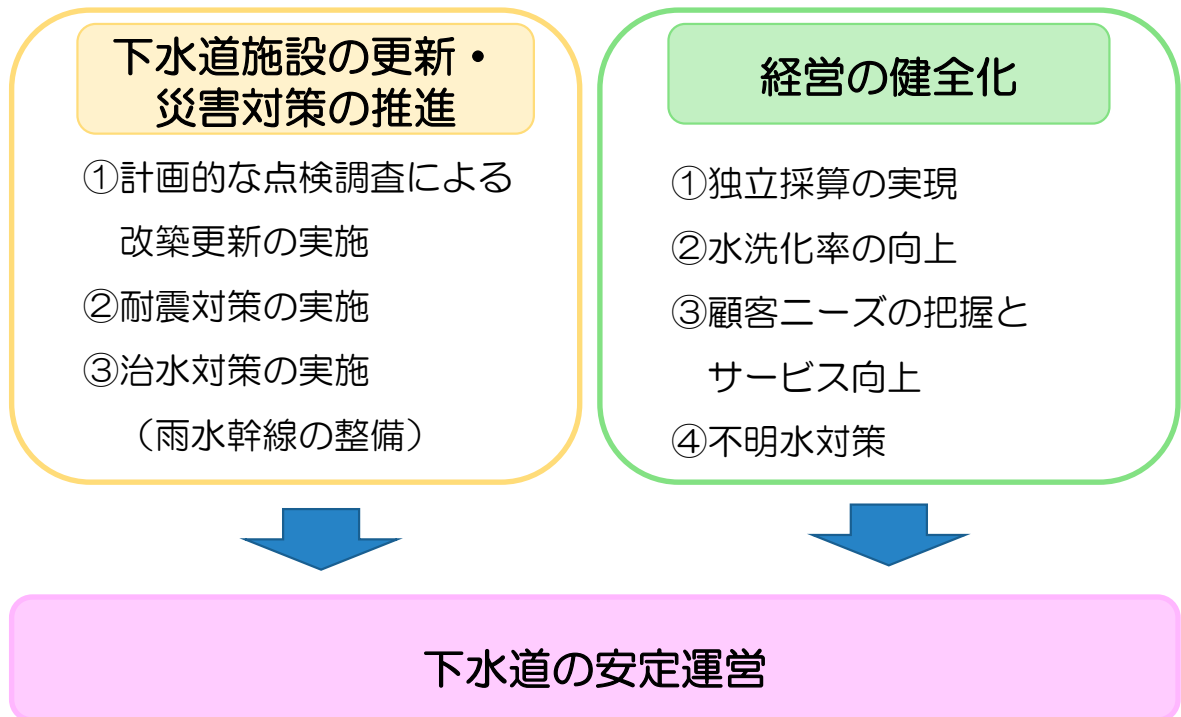 下水道施設の更新・
災害対策の推進
①計画的な点検調査による
改築更新の実施
②耐震対策の実施
③治水対策の実施
（雨水幹線の整備）
経営の健全化
①独立採算の実現
②水洗化率の向上
③顧客ニーズの把握と
サービス向上
④不明水対策
下水道の安定運営